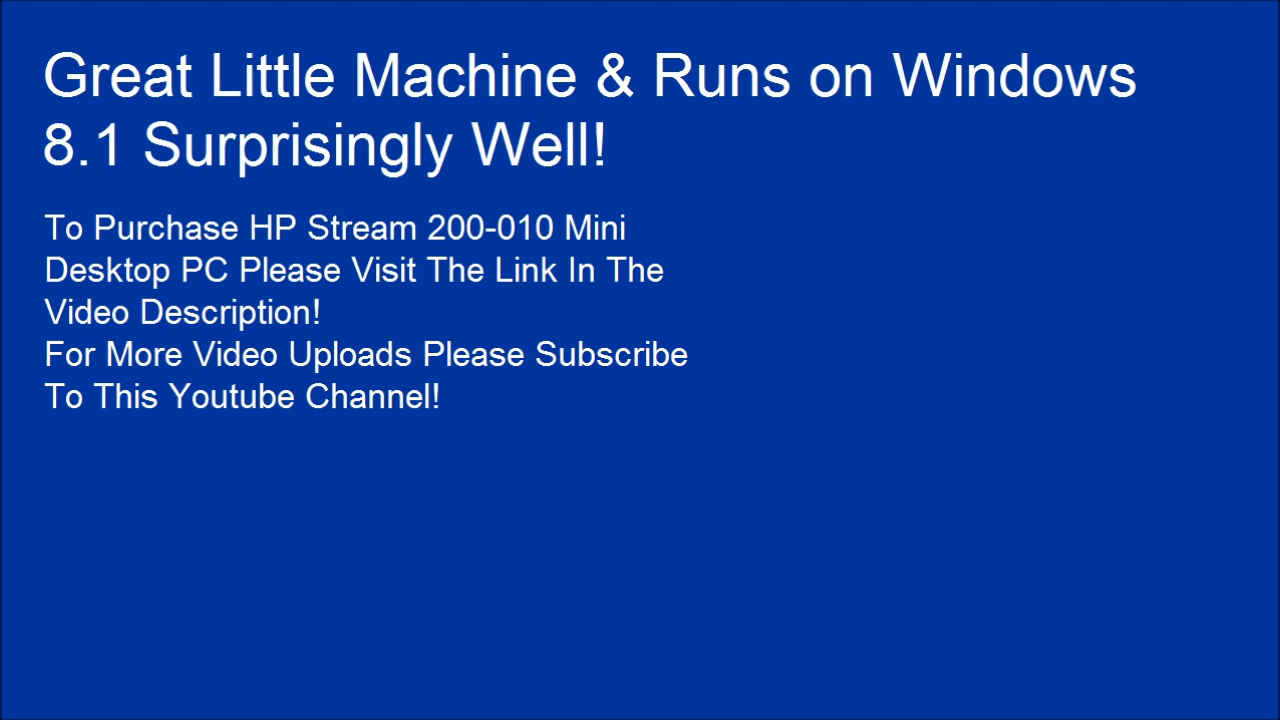 Great Little Machine & Runs on Windows
8.1 Surprisingly Well!
To Purchase HP Stream 200-010 Mini
Desktop PC Please Visit The Link In The
Video Description!
For More Video Uploads Please Subscribe
To This Youtube Channel!